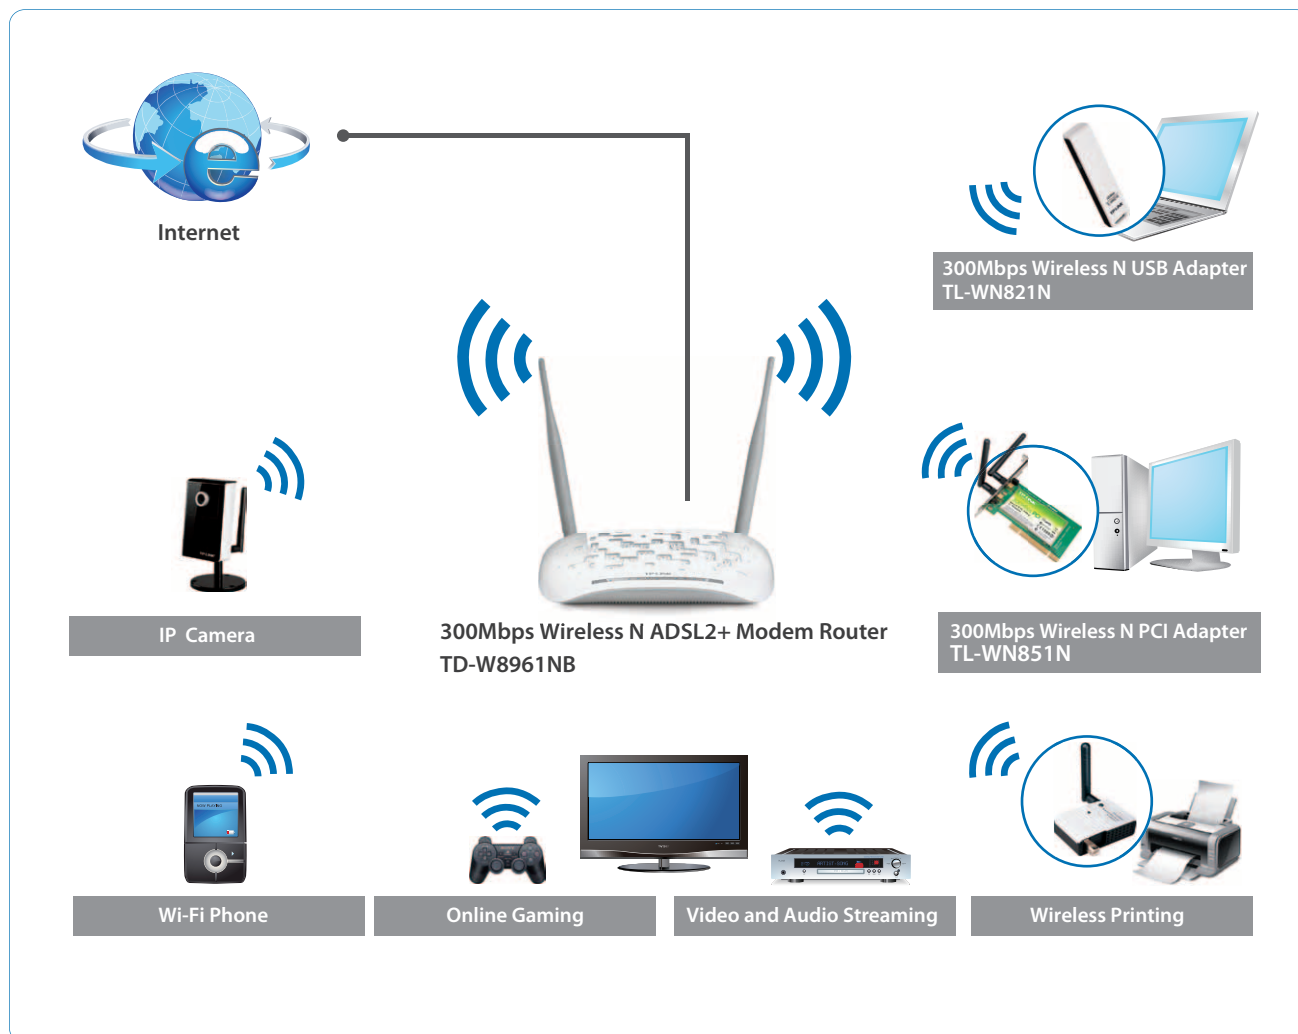 Internet
300Mbps Wireless N USB Adapter
TL-WN821N
300Mbps Wireless N ADSL2+ Modem Router
TD-W8961NB
IP Camera
300Mbps Wireless N PCI Adapter
TL-WN851N
Wi-Fi Phone
Online Gaming
Video and Audio Streaming
Wireless Printing